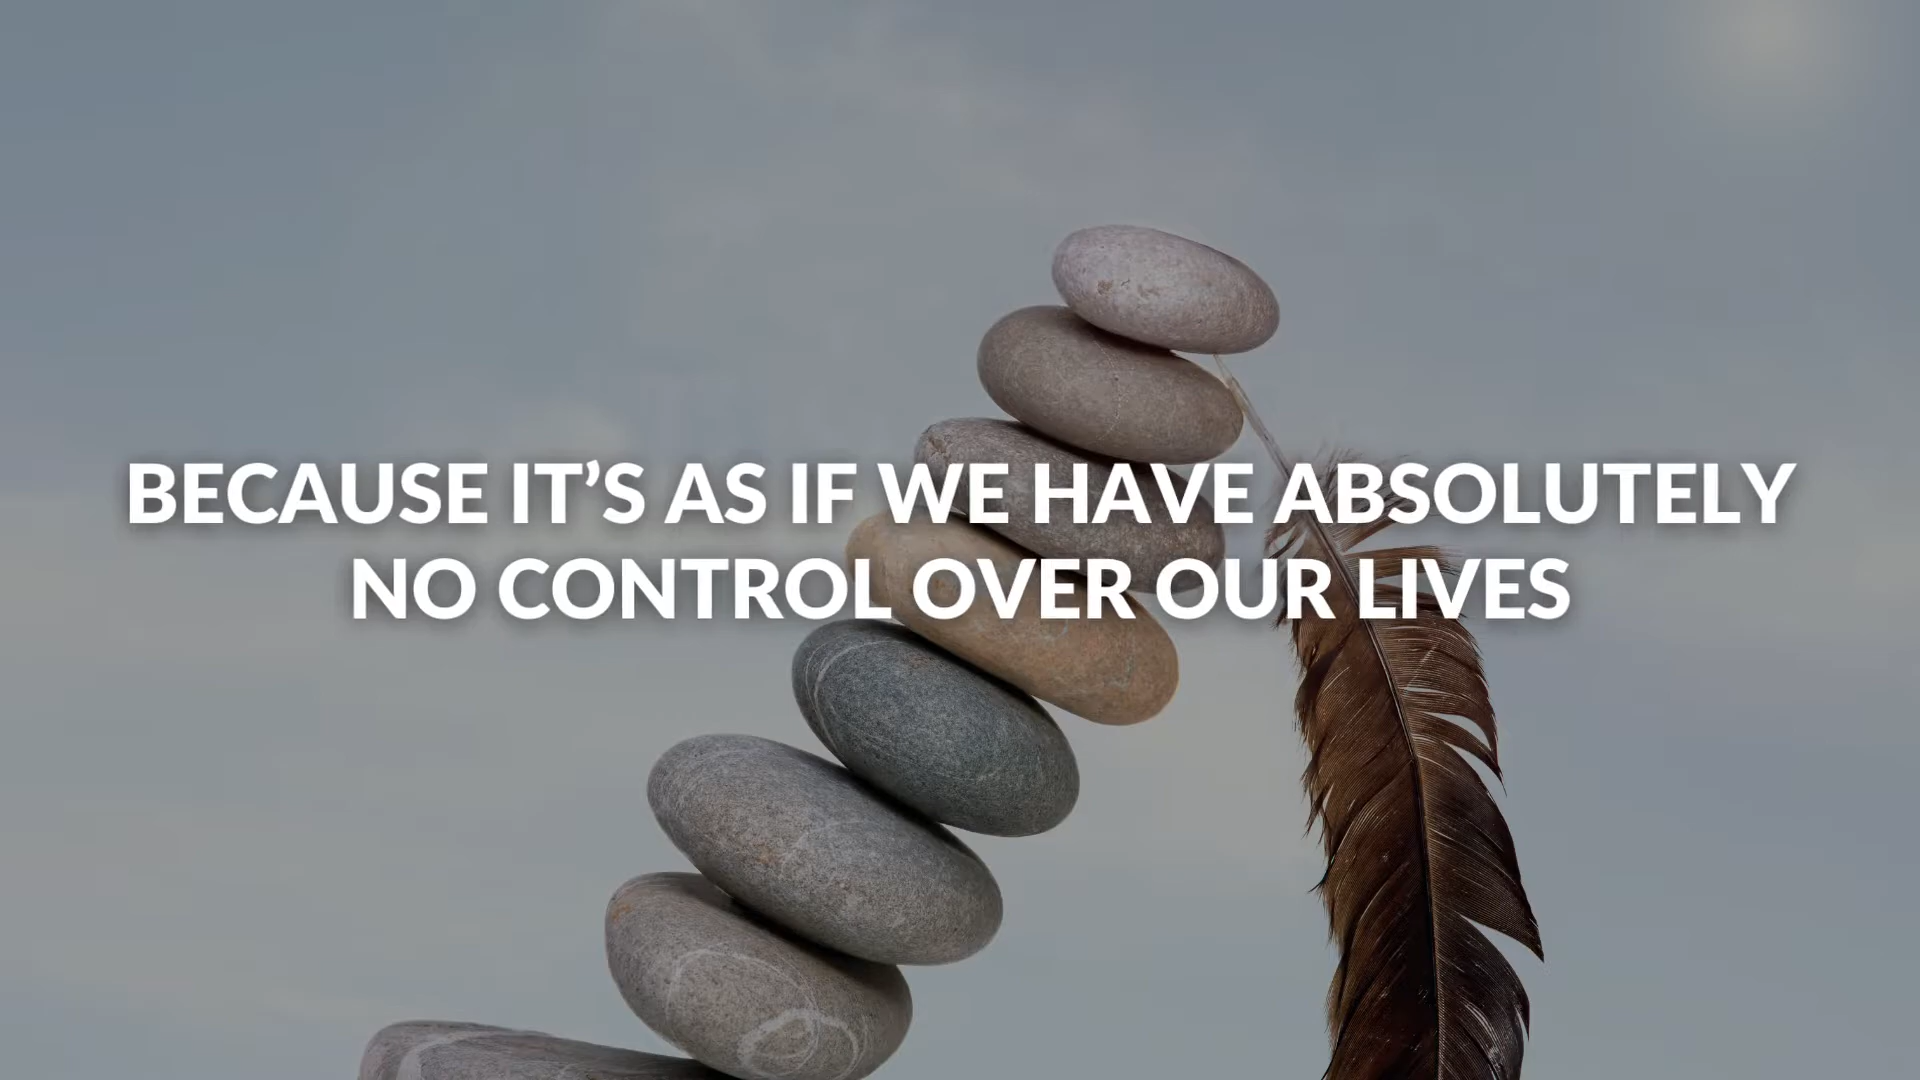 BECAUSE IT’S AS IF WE HAVE ABSOLUTELY
NO CONTROL OVER OUR LIVES